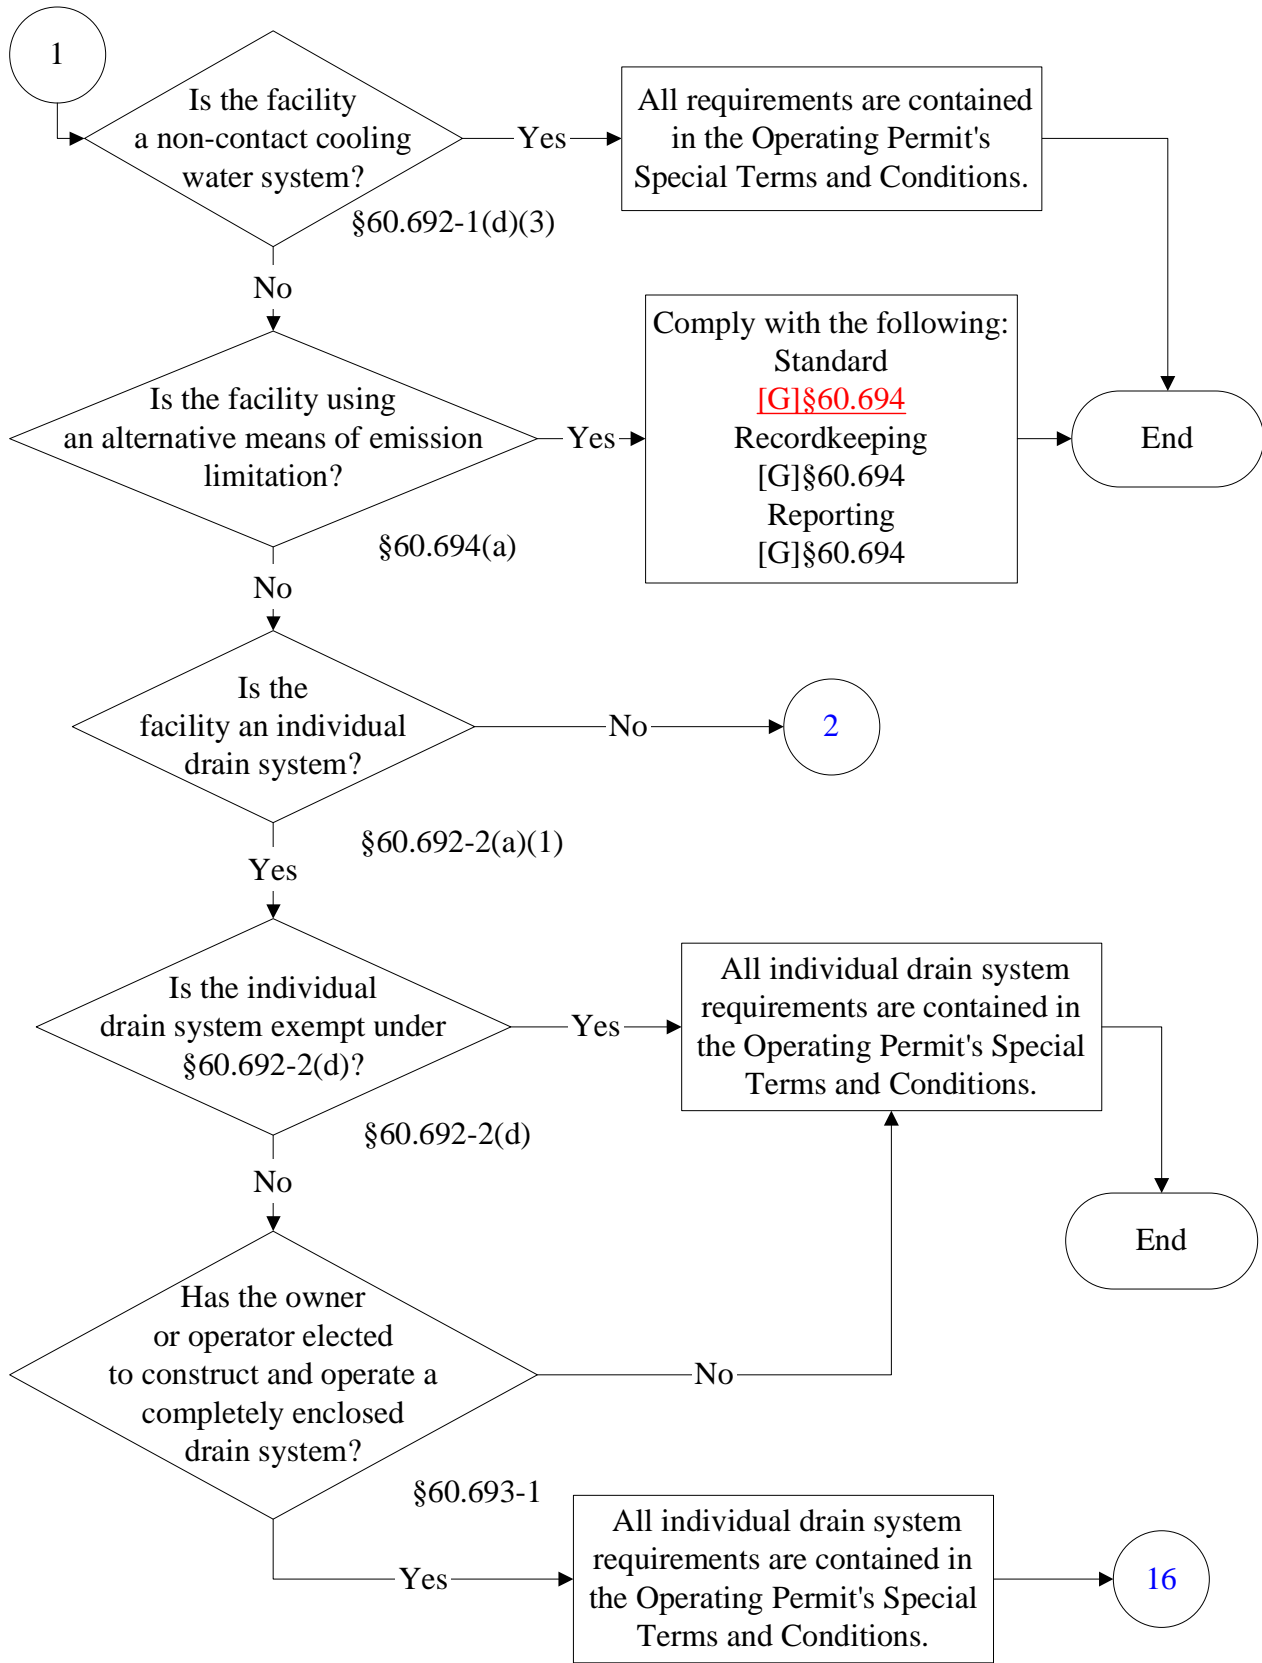 1
Is the facility
a non-contact cooling
water system?
Yes
All requirements are contained
in the Operating Permit's
Special Terms and Conditions.
§60.692-1(d)(3)
No
Is the facility using
an alternative means of emission
limitation?
Yes
Comply with the following:
Standard
[G]§60.694
Recordkeeping
[G]§60.694
Reporting
[G]§60.694
End
§60.694(a)
No
Is the
facility an individual
drain system?
No
2
§60.692-2(a)(1)
Yes
Is the individual
drain system exempt under
§60.692-2(d)?
Yes
All individual drain system
requirements are contained in
the Operating Permit's Special
Terms and Conditions.
§60.692-2(d)
No
End
Has the owner
or operator elected
to construct and operate a
completely enclosed
drain system?
No
§60.693-1
Yes
All individual drain system
requirements are contained in
the Operating Permit's Special
Terms and Conditions.
16